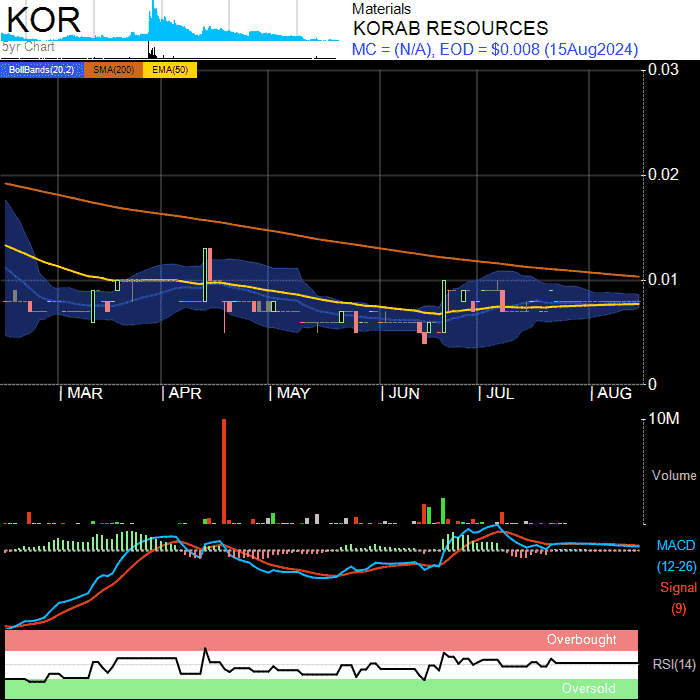 KOR
5yr Chart
Materials
KORAB RESOURCES
MC = (N/A), EOD = $0.008 (15Aug2024)
BollBands(20,2) SMA(200) EMA(50)
0.03
0.02
0.01
0
MAR APR MAY JUN JUL AUG
10M
Volume
MACD
(12-26)
Signal
(9)
Overbought
RSI(14)
Oversold